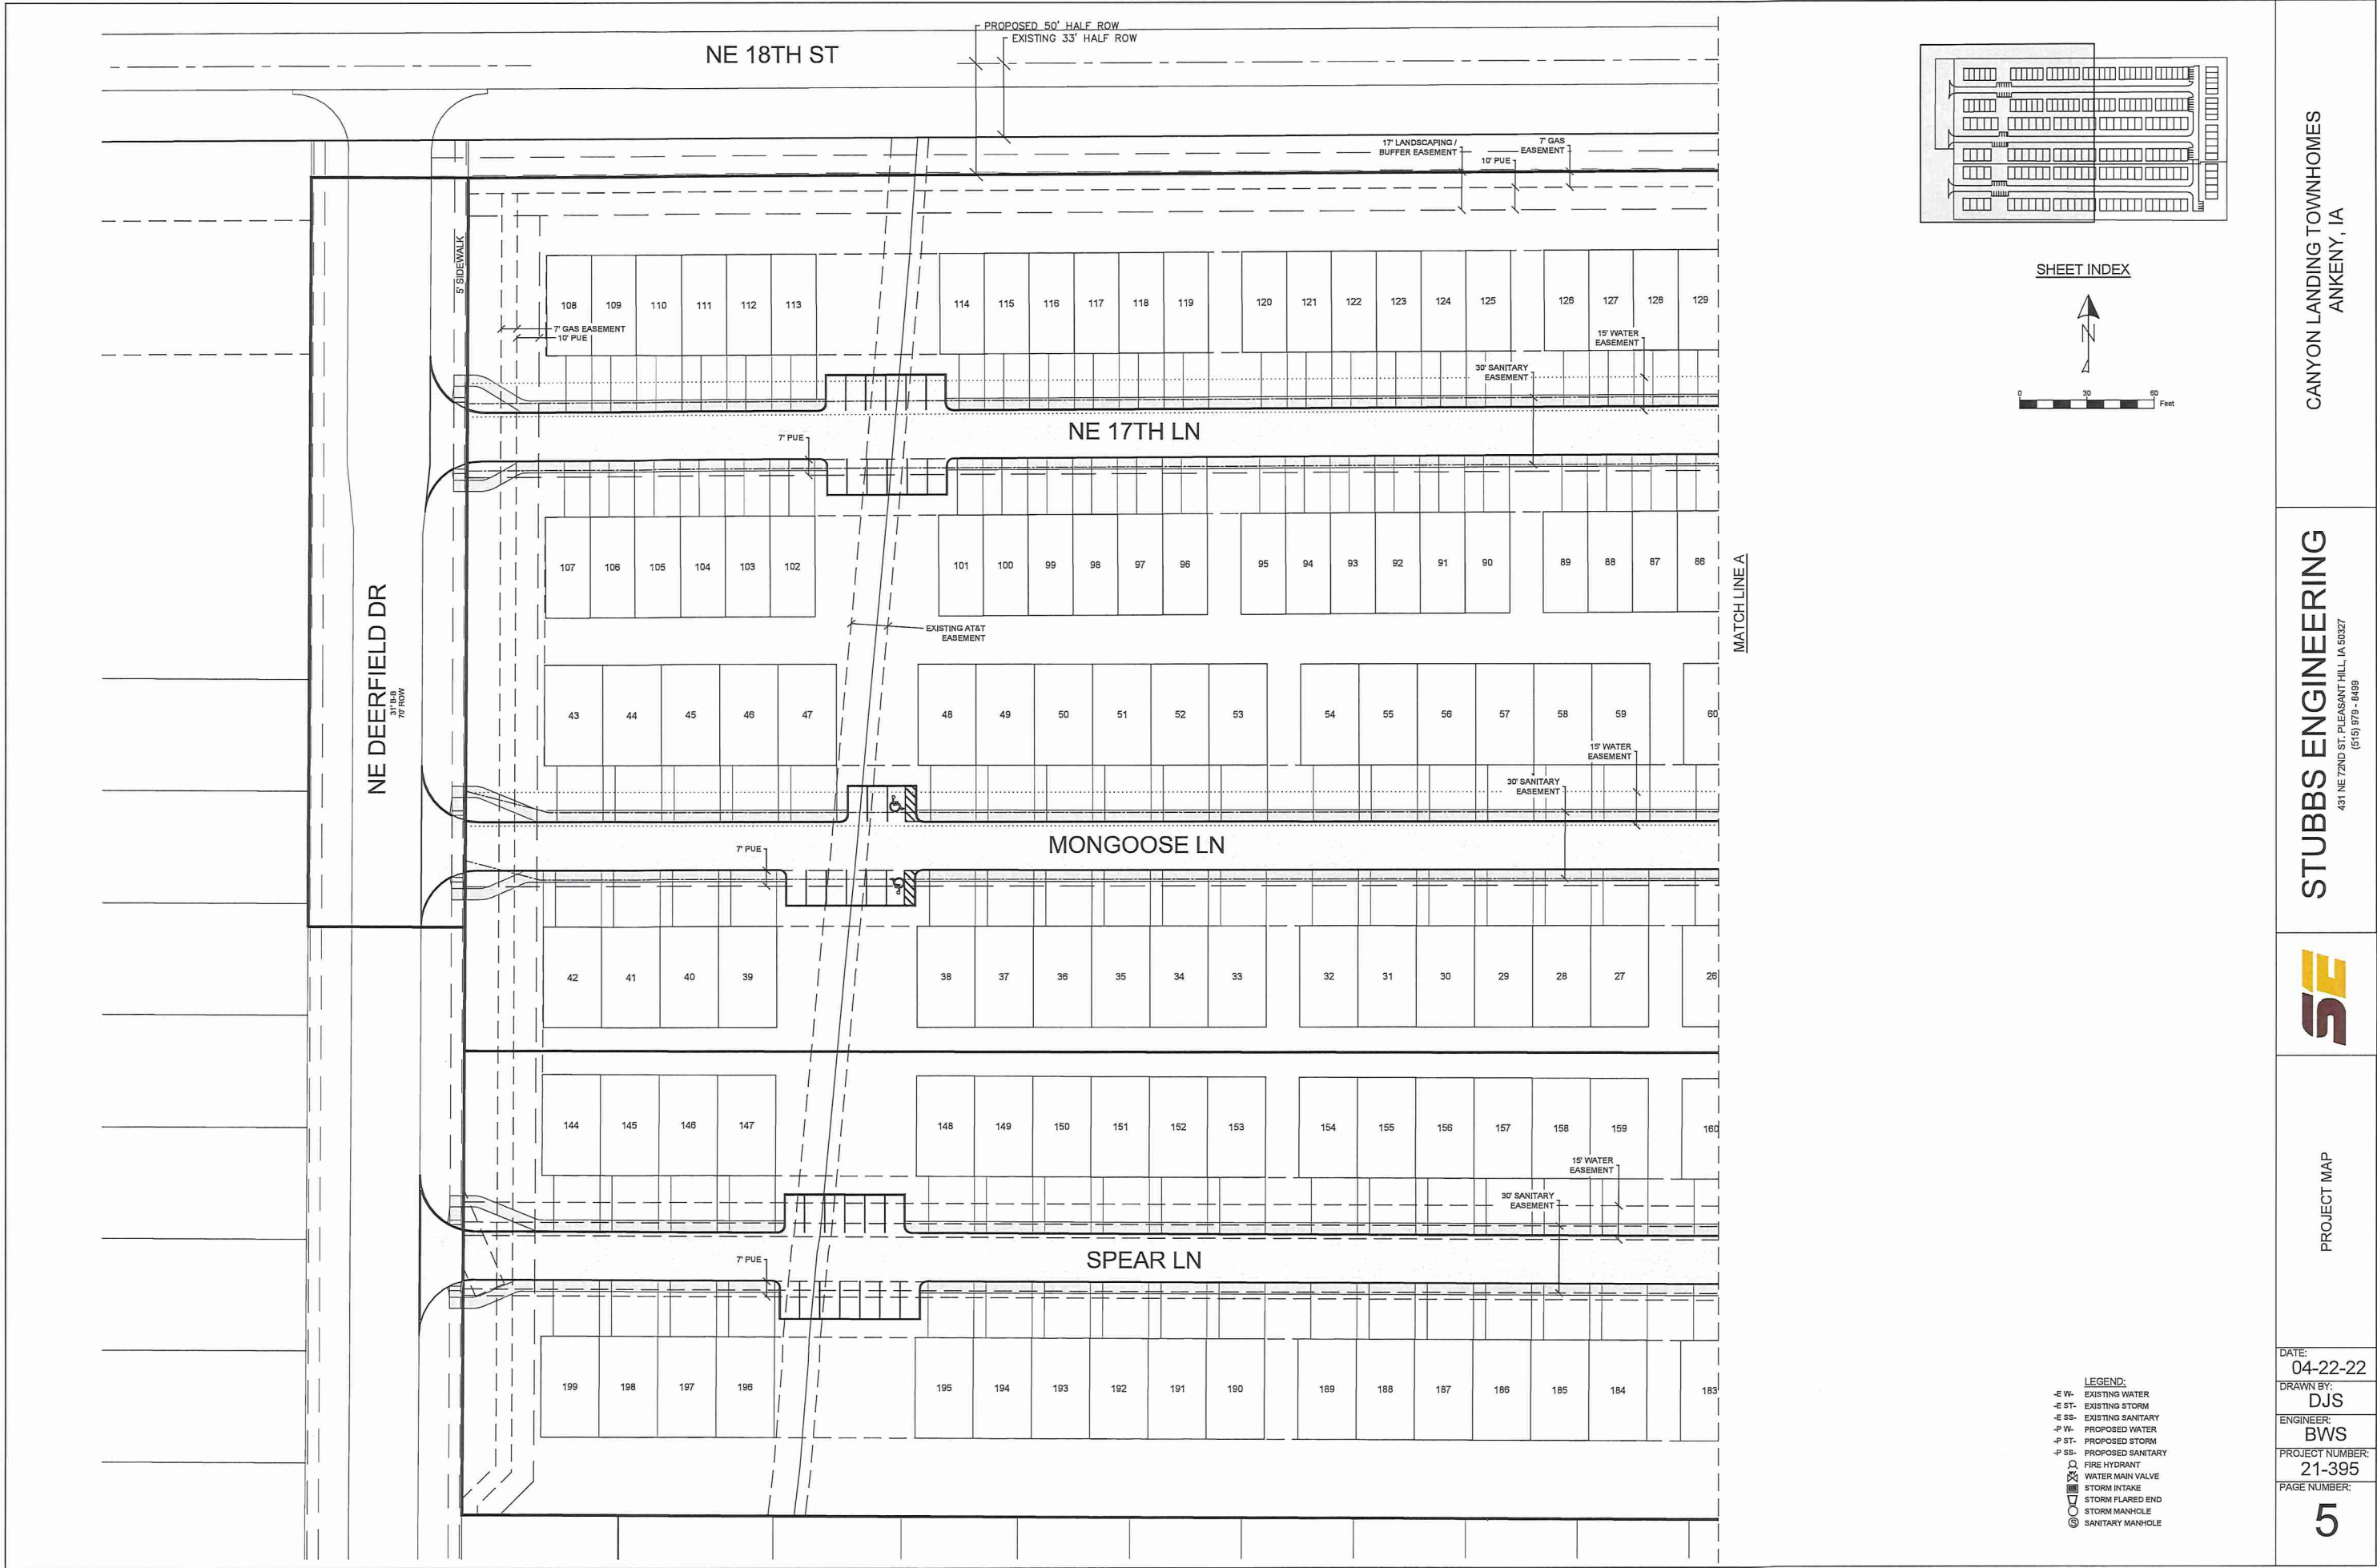 PROPOSED 50' HALF ROW
EXISTING 33' HALF ROW
NE 18TH ST
17' LANDSCAPING /
BUFFER EASEMENT
7' GAS
EASEMENT
10' PUE
5' SIDEWALK
108 109 110 111 112 113 114 115 116 117 118 119 120 121 122 123 124 125 126 127 128 129
7' GAS EASEMENT
10' PUE
15' WATER
EASEMENT
30' SANITARY
EASEMENT
NE 17TH LN
7' PUE
107 106 105 104 103 102 101 100 99 98 97 96 95 94 93 92 91 90 89 88 87 86
EXISTING AT&T
EASEMENT
MATCH LINE A
NE DEERFIELD DR
31' B-B
70' ROW
43 44 45 46 47 48 49 50 51 52 53 54 55 56 57 58 59 60
15' WATER
EASEMENT
30' SANITARY
EASEMENT
MONGOOSE LN
7' PUE
42 41 40 39 38 37 36 35 34 33 32 31 30 29 28 27 26
144 145 146 147 148 149 150 151 152 153 154 155 156 157 158 159 160
15' WATER
EASEMENT
30' SANITARY
EASEMENT
7' PUE
SPEAR LN
199 198 197 196 195 194 193 192 191 190 189 188 187 186 185 184 183
SHEET INDEX
N
0 30 60
Feet
LEGEND:
-E W- EXISTING WATER
-E ST- EXISTING STORM
-E SS- EXISTING SANITARY
-P W- PROPOSED WATER
-P ST- PROPOSED STORM
-P SS- PROPOSED SANITARY
FIRE HYDRANT
WATER MAIN VALVE
STORM INTAKE
STORM FLARED END
STORM MANHOLE
S SANITARY MANHOLE
CANYON LANDING TOWNHOMES
ANKENY, IA
STUBBS ENGINEERING
431 NE 72ND ST. PLEASANT HILL, IA 50327
(515) 979 - 8499
SE
PROJECT MAP
DATE:
04-22-22
DRAWN BY:
DJS
ENGINEER:
BWS
PROJECT NUMBER:
21-395
PAGE NUMBER:
5